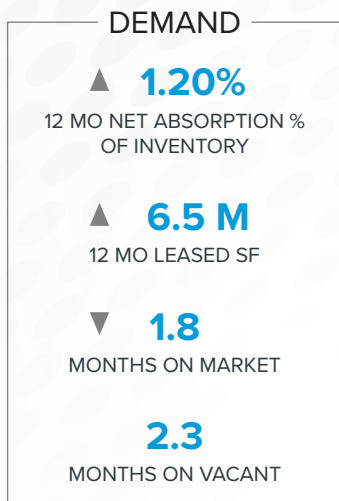 DEMAND
▲ 1.20%
12 MO NET ABSORPTION %
OF INVENTORY
▲ 6.5 M
12 MO LEASED SF
▼ 1.8
MONTHS ON MARKET
2.3
MONTHS ON VACANT